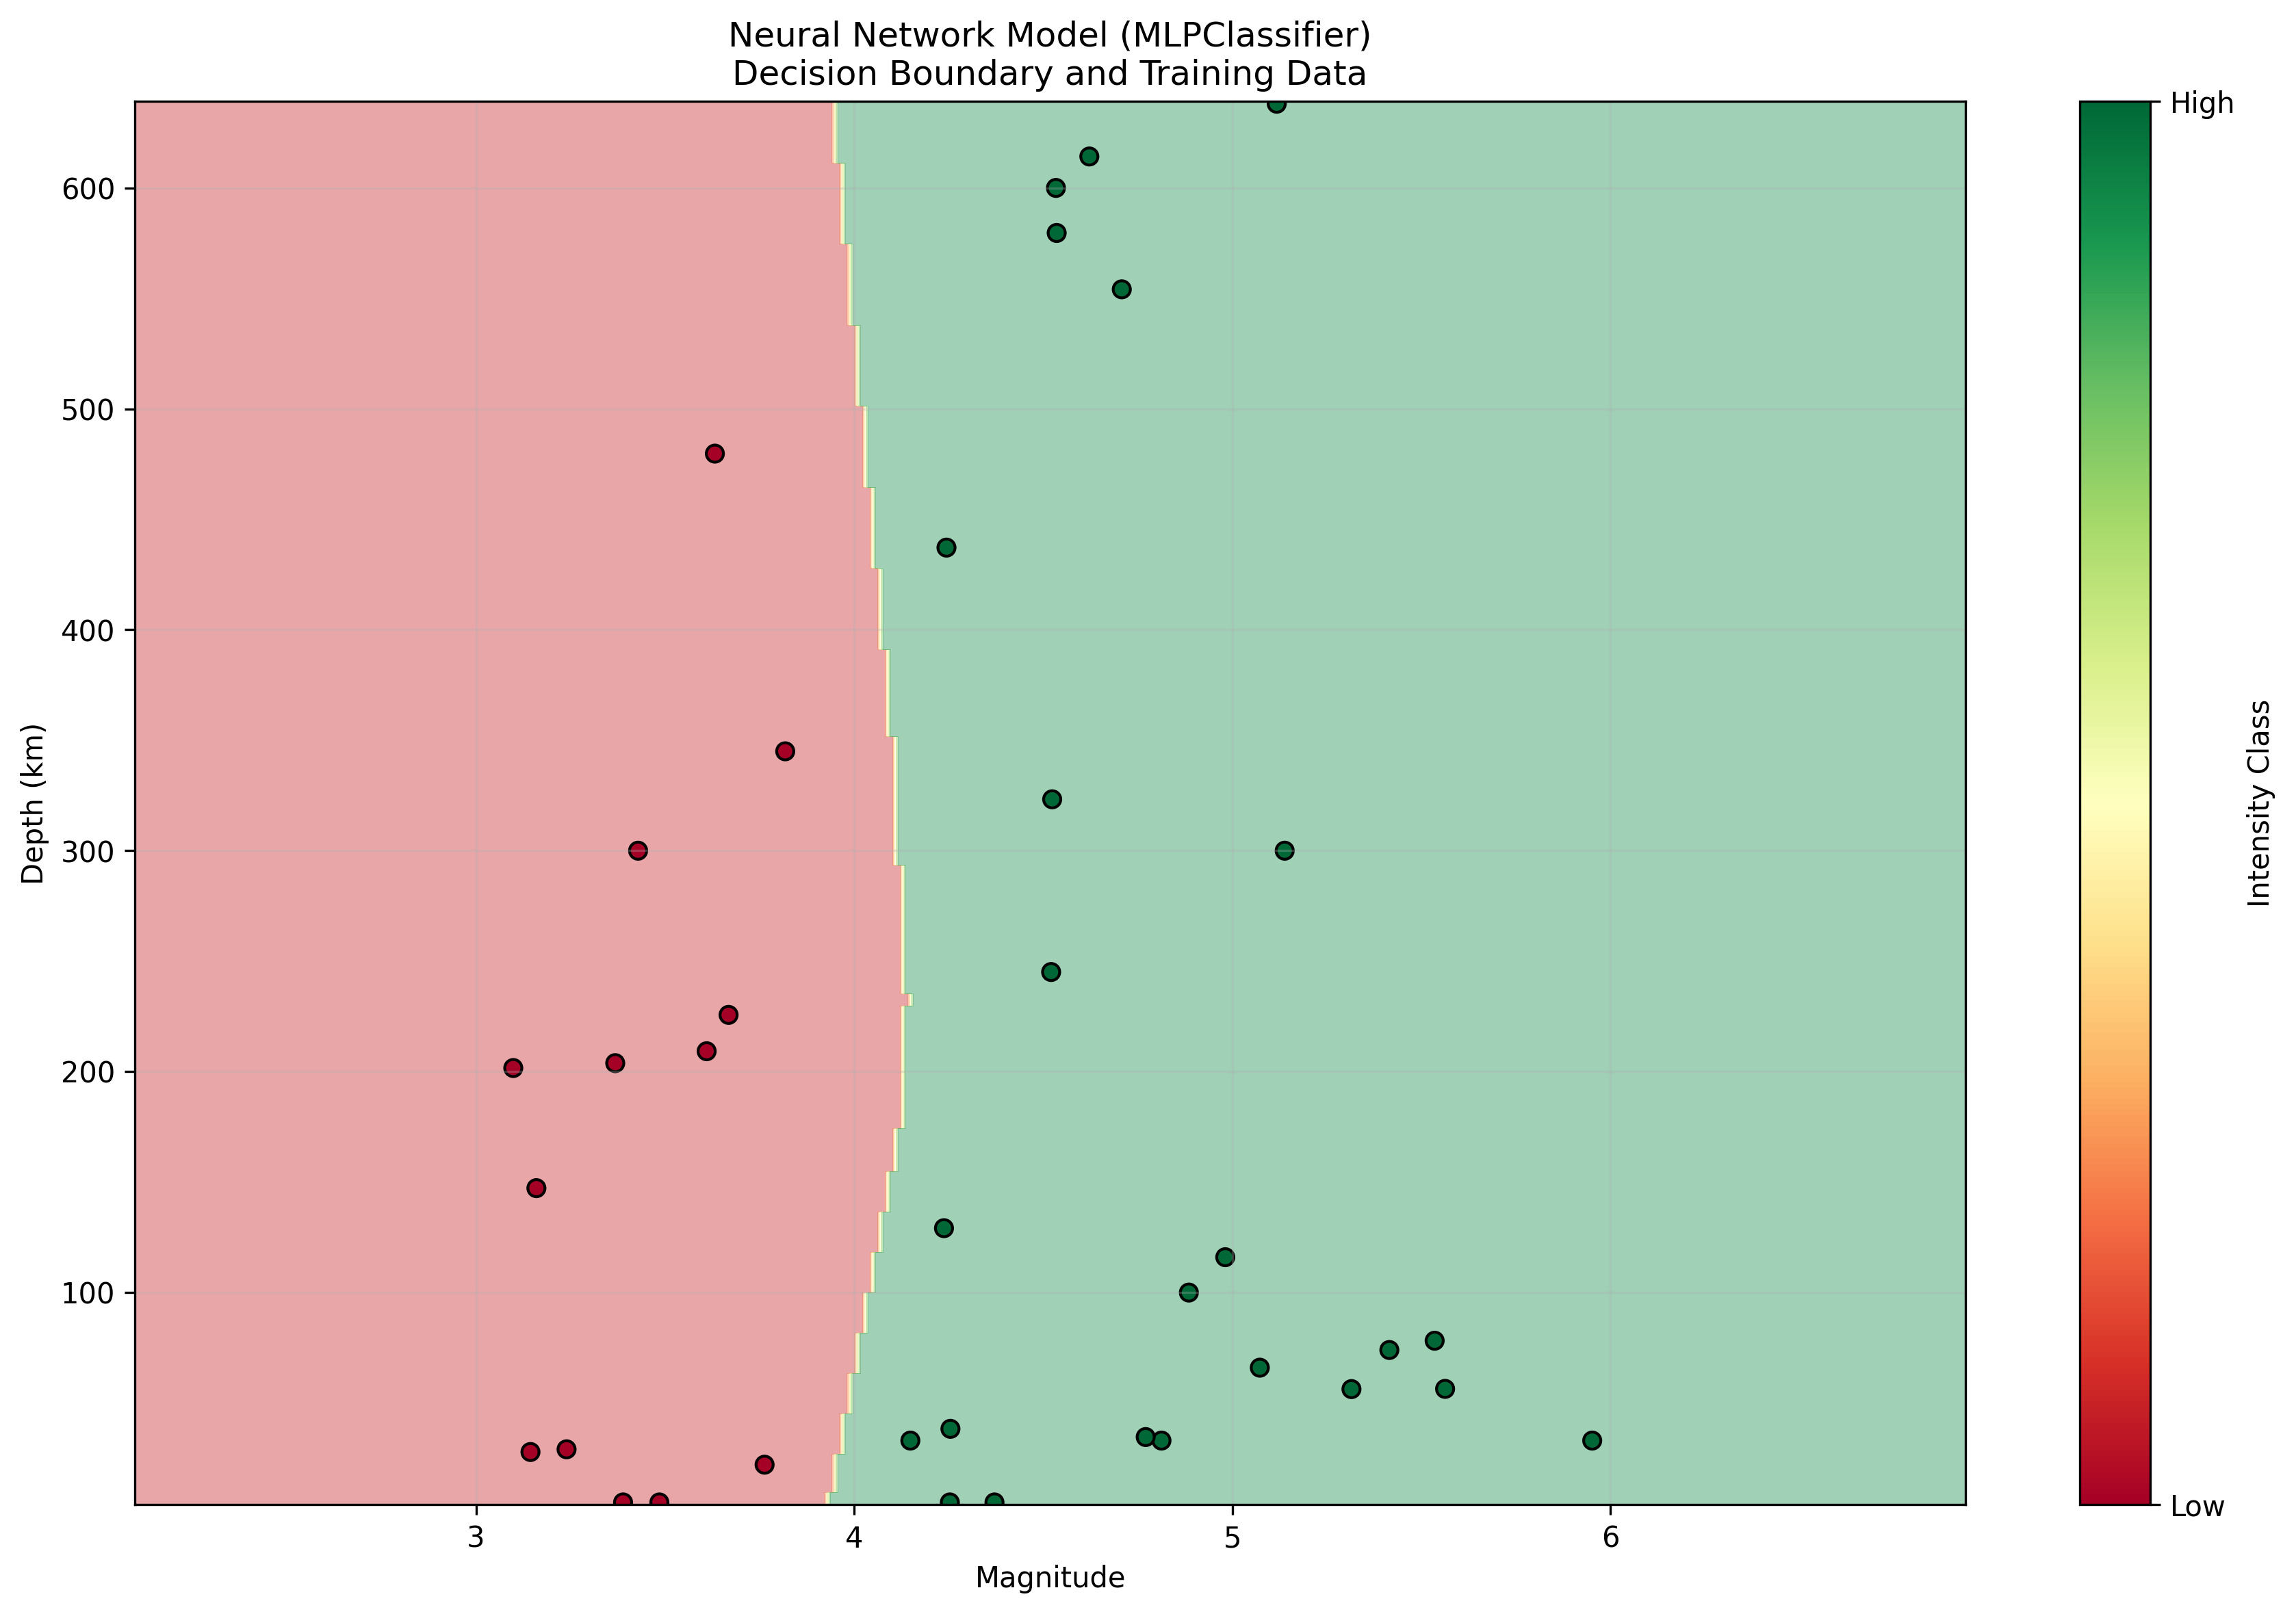 Neural Network Model (MLPClassifier)
Decision Boundary and Training Data
High
600
500
400
300
200
100
Depth (km)
Intensity Class
Low
3
4
5
6
Magnitude